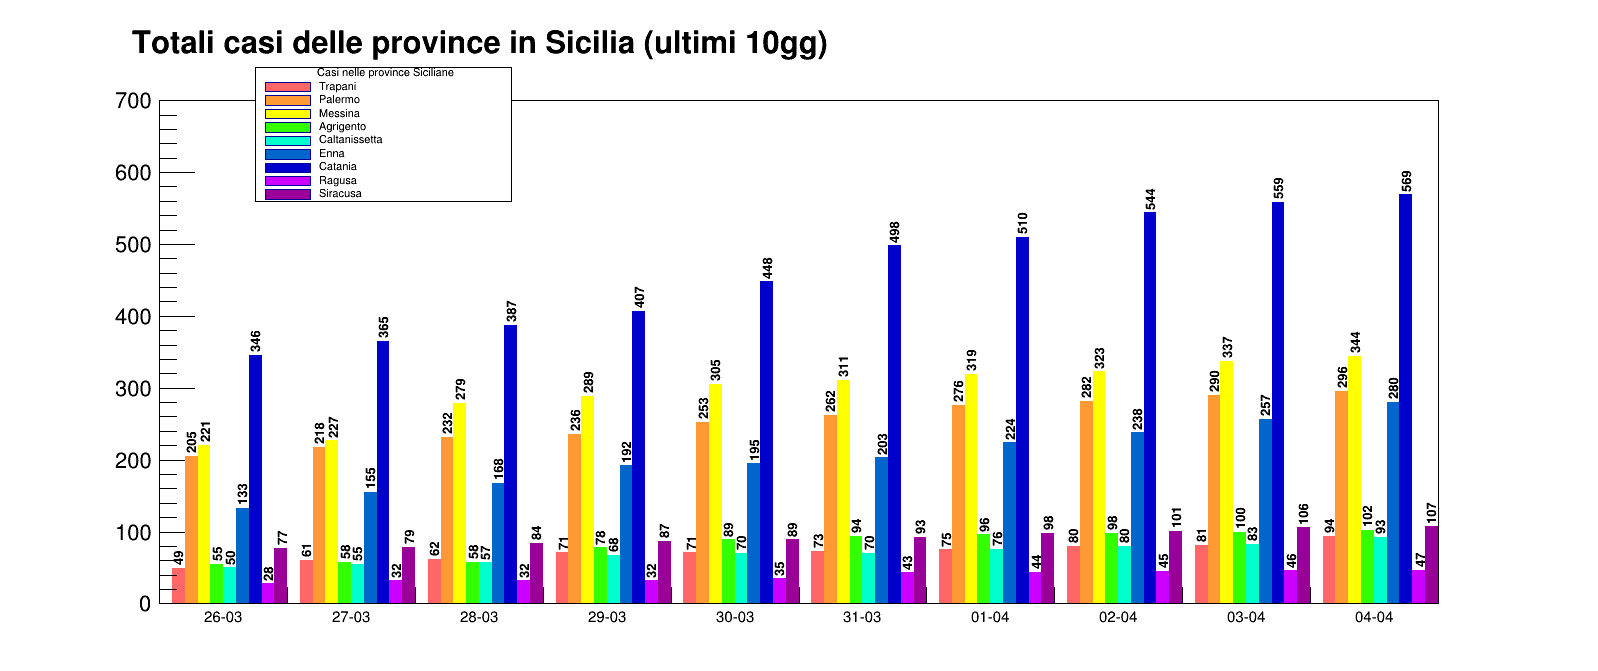 Totali casi delle province in Sicilia (ultimi 10gg)
Casi nelle province Siciliane
Trapani
Palermo
Messina
Agrigento
Caltanissetta
Enna
Catania
Ragusa
Siracusa
700
600
500
400
300
200
100
0
49 205 221 55 50 133 346 28 77
61 218 227 58 55 155 365 32 79
62 232 279 58 57 168 387 32 84
71 236 289 78 68 192 407 32 87
71 253 305 89 70 195 448 35 89
73 262 311 94 70 203 498 43 93
75 276 319 96 76 224 510 44 98
80 282 323 98 80 238 544 45 101
81 290 337 100 83 257 559 46 106
94 296 344 102 93 280 569 47 107
26-03 27-03 28-03 29-03 30-03 31-03 01-04 02-04 03-04 04-04